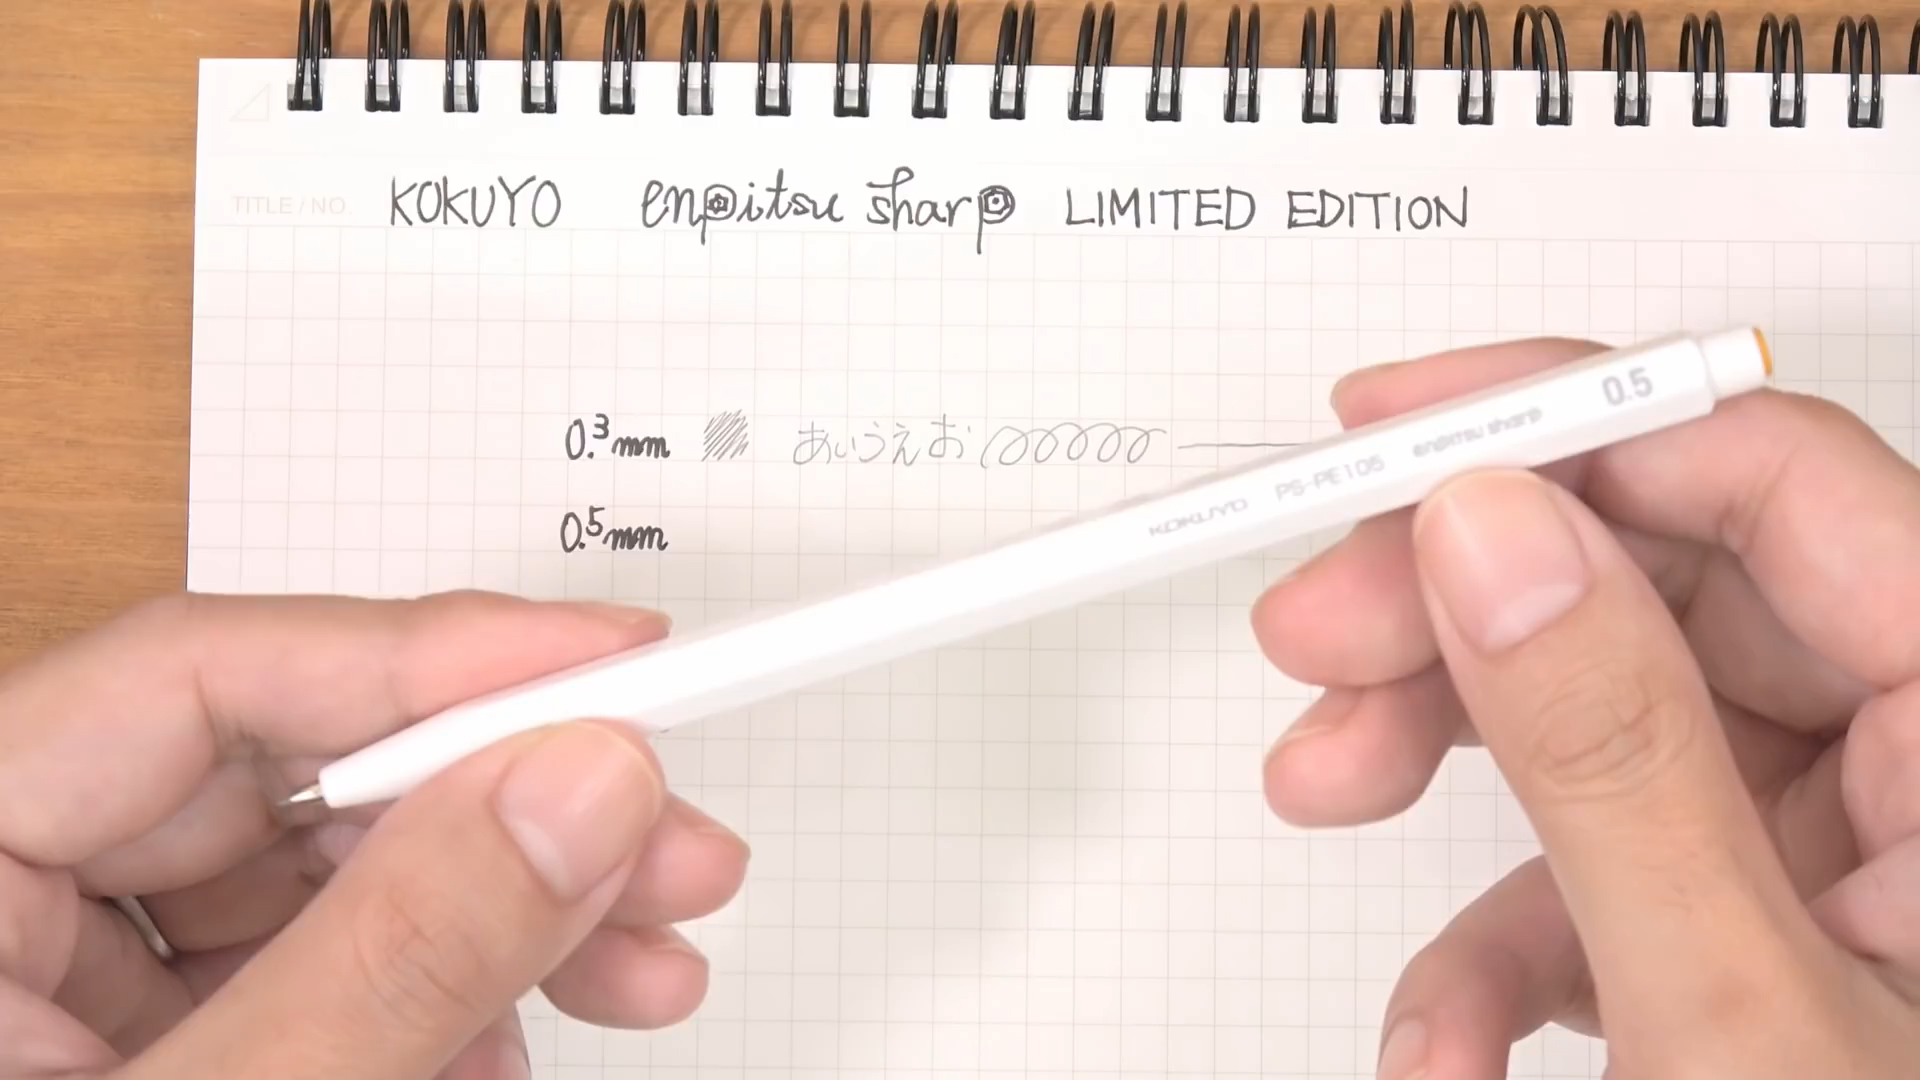 TITLE / NO. KOKUYO enpitsu sharp LIMITED EDITION
0.3mm あいうえお
0.5mm
KOKUYO PS-PE105 enpitsu sharp 0.5